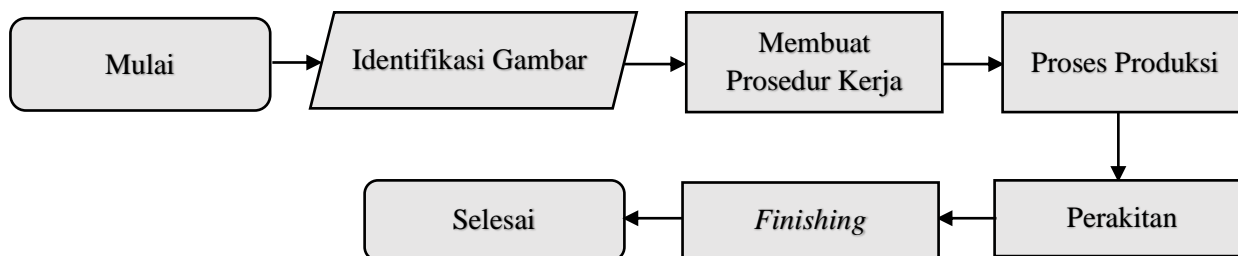 Mulai
Identifikasi Gambar
Membuat
Prosedur Kerja
Proses Produksi
Perakitan
Finishing
Selesai